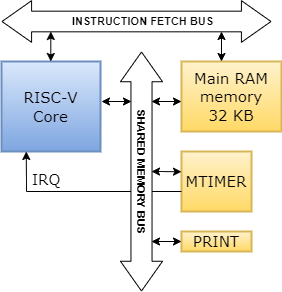 INSTRUCTION FETCH BUS
RISC-V
Core
Main RAM
memory
32 KB
SHARED MEMORY BUS
IRQ
MTIMER
PRINT